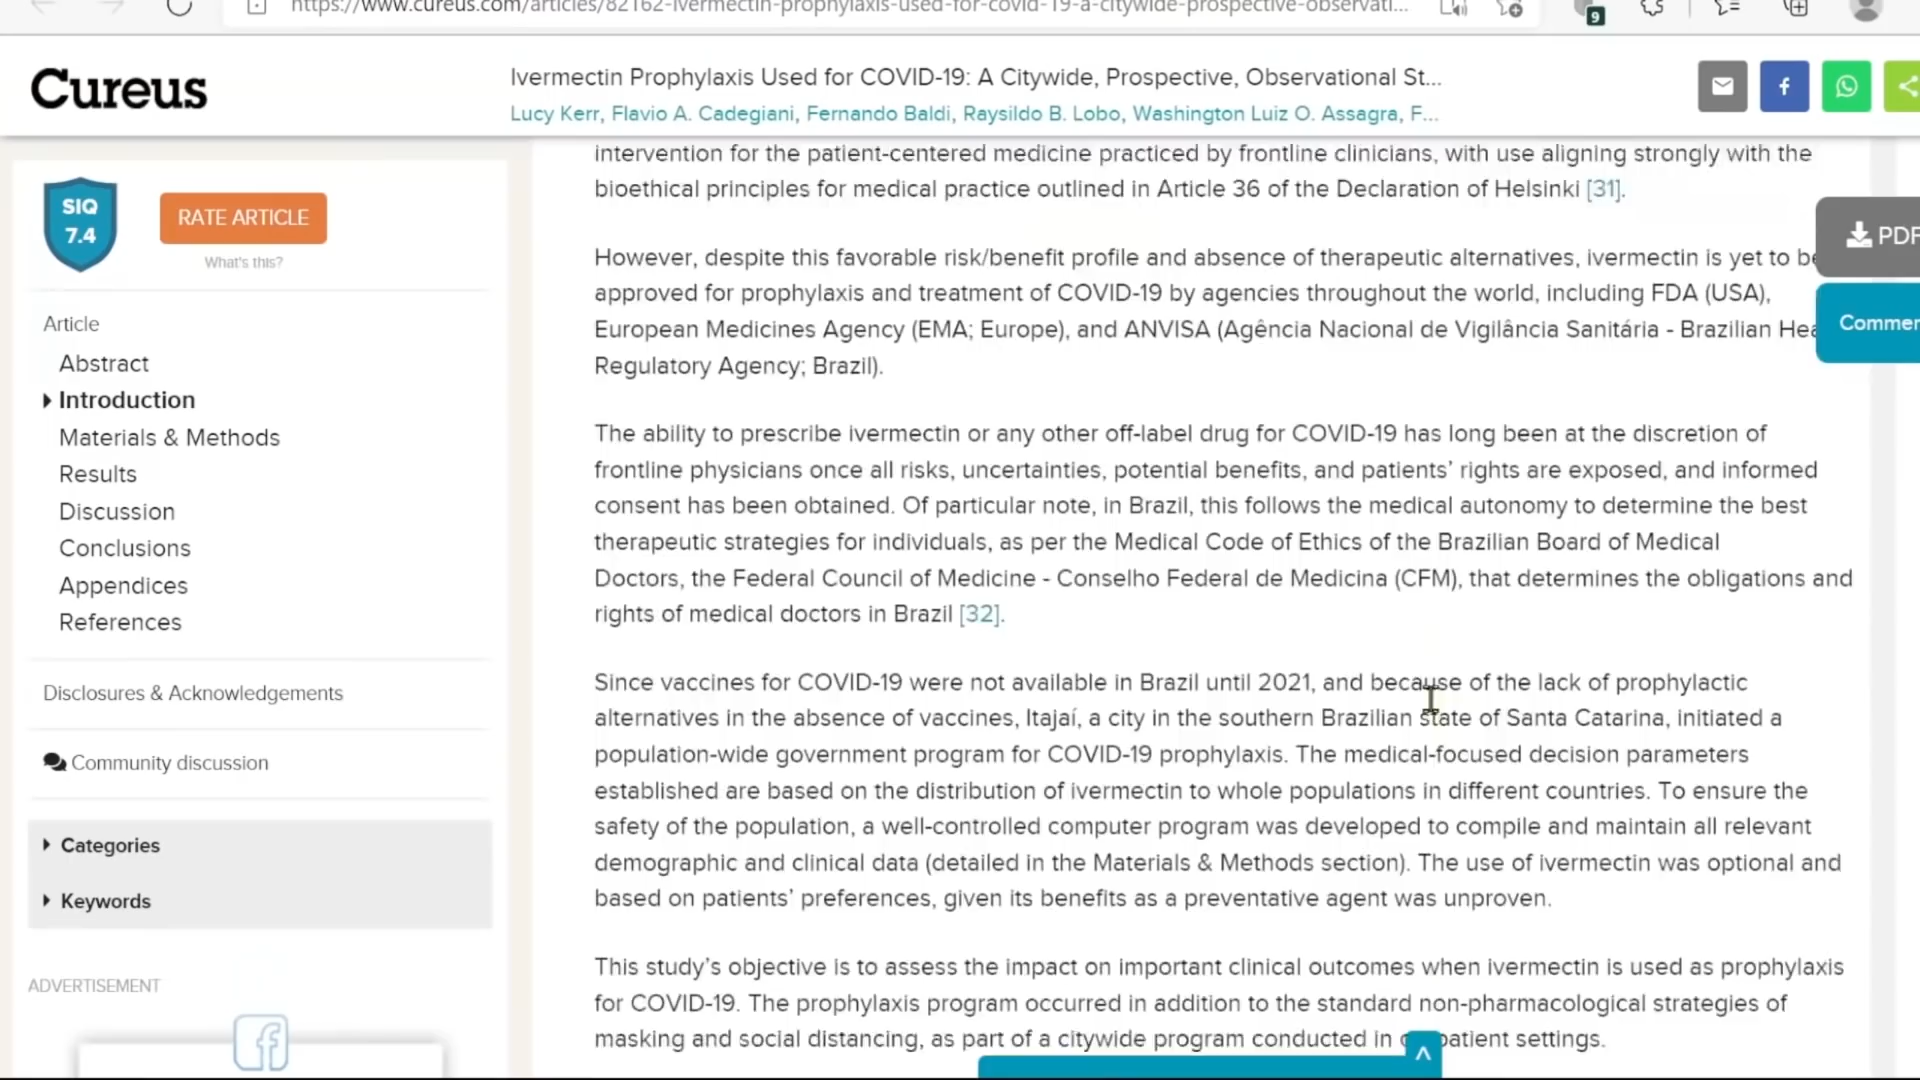 https://www.cureus.com/articles/82162-ivermectin-prophylaxis-used-for-covid-19-a-citywide-prospective-observati...
9
Cureus
Ivermectin Prophylaxis Used for COVID-19: A Citywide, Prospective, Observational St...
Lucy Kerr, Flavio A. Cadegiani, Fernando Baldi, Raysildo B. Lobo, Washington Luiz O. Assagra, F...
SIQ
7.4
RATE ARTICLE
What's this?
Article
Abstract
Introduction
Materials & Methods
Results
Discussion
Conclusions
Appendices
References
Disclosures & Acknowledgements
Community discussion
Categories
Keywords
ADVERTISEMENT
intervention for the patient-centered medicine practiced by frontline clinicians, with use aligning strongly with the
bioethical principles for medical practice outlined in Article 36 of the Declaration of Helsinki [31].
However, despite this favorable risk/benefit profile and absence of therapeutic alternatives, ivermectin is yet to be
approved for prophylaxis and treatment of COVID-19 by agencies throughout the world, including FDA (USA),
European Medicines Agency (EMA; Europe), and ANVISA (Agência Nacional de Vigilância Sanitária - Brazilian Hea
Regulatory Agency; Brazil).
The ability to prescribe ivermectin or any other off-label drug for COVID-19 has long been at the discretion of
frontline physicians once all risks, uncertainties, potential benefits, and patients’ rights are exposed, and informed
consent has been obtained. Of particular note, in Brazil, this follows the medical autonomy to determine the best
therapeutic strategies for individuals, as per the Medical Code of Ethics of the Brazilian Board of Medical
Doctors, the Federal Council of Medicine - Conselho Federal de Medicina (CFM), that determines the obligations and
rights of medical doctors in Brazil [32].
Since vaccines for COVID-19 were not available in Brazil until 2021, and because of the lack of prophylactic
alternatives in the absence of vaccines, Itajaí, a city in the southern Brazilian state of Santa Catarina, initiated a
population-wide government program for COVID-19 prophylaxis. The medical-focused decision parameters
established are based on the distribution of ivermectin to whole populations in different countries. To ensure the
safety of the population, a well-controlled computer program was developed to compile and maintain all relevant
demographic and clinical data (detailed in the Materials & Methods section). The use of ivermectin was optional and
based on patients’ preferences, given its benefits as a preventative agent was unproven.
This study’s objective is to assess the impact on important clinical outcomes when ivermectin is used as prophylaxis
for COVID-19. The prophylaxis program occurred in addition to the standard non-pharmacological strategies of
masking and social distancing, as part of a citywide program conducted in patient settings.
PDF
Commen